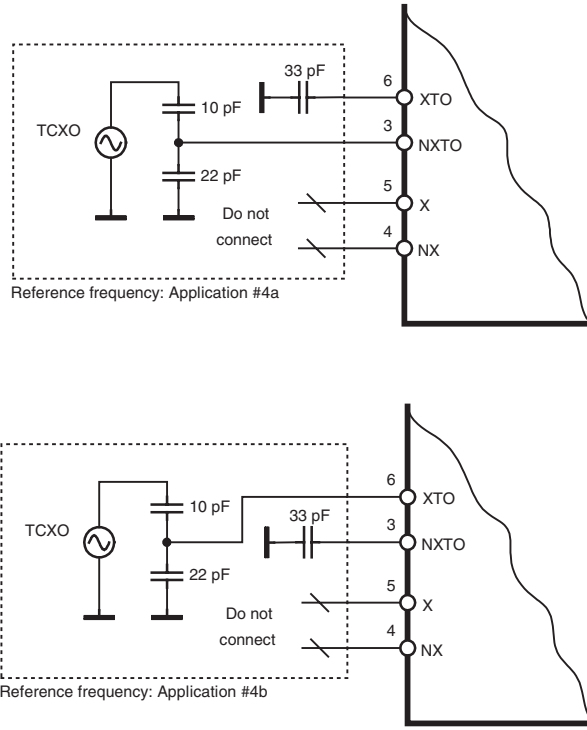 33 pF
6
XTO
10 pF
TCXO
3
NXTO
22 pF
5
X
Do not
connect
4
NX
Reference frequency: Application #4a
6
XTO
10 pF
33 pF
TCXO
3
NXTO
22 pF
5
X
Do not
connect
4
NX
Reference frequency: Application #4b